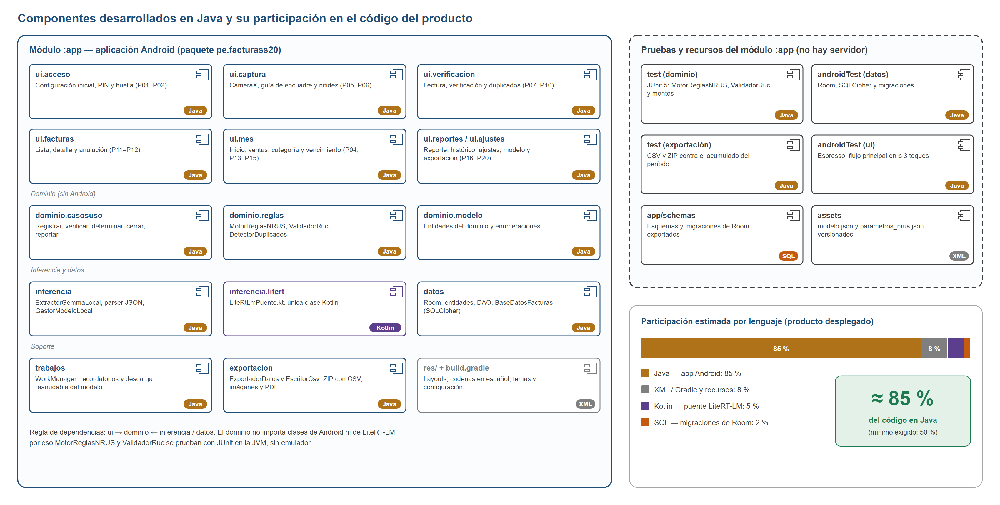 Componentes desarrollados en Java y su participación en el código del producto
Módulo :app — aplicación Android (paquete pe.facturass20)
ui.acceso
Configuración inicial, PIN y huella (P01–P02)
Java
ui.captura
CameraX, guía de encuadre y nitidez (P05–P06)
Java
ui.verificacion
Lectura, verificación y duplicados (P07–P10)
Java
ui.facturas
Lista, detalle y anulación (P11–P12)
Java
ui.mes
Inicio, ventas, categoría y vencimiento (P04,
P13–P15)
Java
ui.reportes / ui.ajustes
Reporte, histórico, ajustes, modelo y
exportación (P16–P20)
Java
Dominio (sin Android)
dominio.casosuso
Registrar, verificar, determinar, cerrar,
reportar
Java
dominio.reglas
MotorReglasNRUS, ValidadorRuc,
DetectorDuplicados
Java
dominio.modelo
Entidades del dominio y enumeraciones
Java
Inferencia y datos
inferencia
ExtractorGemmaLocal, parser JSON,
GestorModeloLocal
Java
inferencia.litert
LiteRtLmPuente.kt: única clase Kotlin
Kotlin
datos
Room: entidades, DAO, BaseDatosFacturas
(SQLCipher)
Java
Soporte
trabajos
WorkManager: recordatorios y descarga
reanudable del modelo
Java
exportacion
ExportadorDatos y EscritorCsv: ZIP con CSV,
imágenes y PDF
Java
res/ + build.gradle
Layouts, cadenas en español, temas y
configuración
XML
Regla de dependencias: ui → dominio ← inferencia / datos. El dominio no importa clases de Android ni de LiteRT-LM,
por eso MotorReglasNRUS y ValidadorRuc se prueban con JUnit en la JVM, sin emulador.
Pruebas y recursos del módulo :app (no hay servidor)
test (dominio)
JUnit 5: MotorReglasNRUS, ValidadorRuc
y montos
Java
androidTest (datos)
Room, SQLCipher y migraciones
Java
test (exportación)
CSV y ZIP contra el acumulado del
período
Java
androidTest (ui)
Espresso: flujo principal en ≤ 3 toques
Java
app/schemas
Esquemas y migraciones de Room
exportados
SQL
assets
modelo.json y parametros_nrus.json
versionados
XML
Participación estimada por lenguaje (producto desplegado)
85 %
8 %
Java — app Android: 85 %
XML / Gradle y recursos: 8 %
Kotlin — puente LiteRT-LM: 5 %
SQL — migraciones de Room: 2 %
≈ 85 %
del código en Java
(mínimo exigido: 50 %)